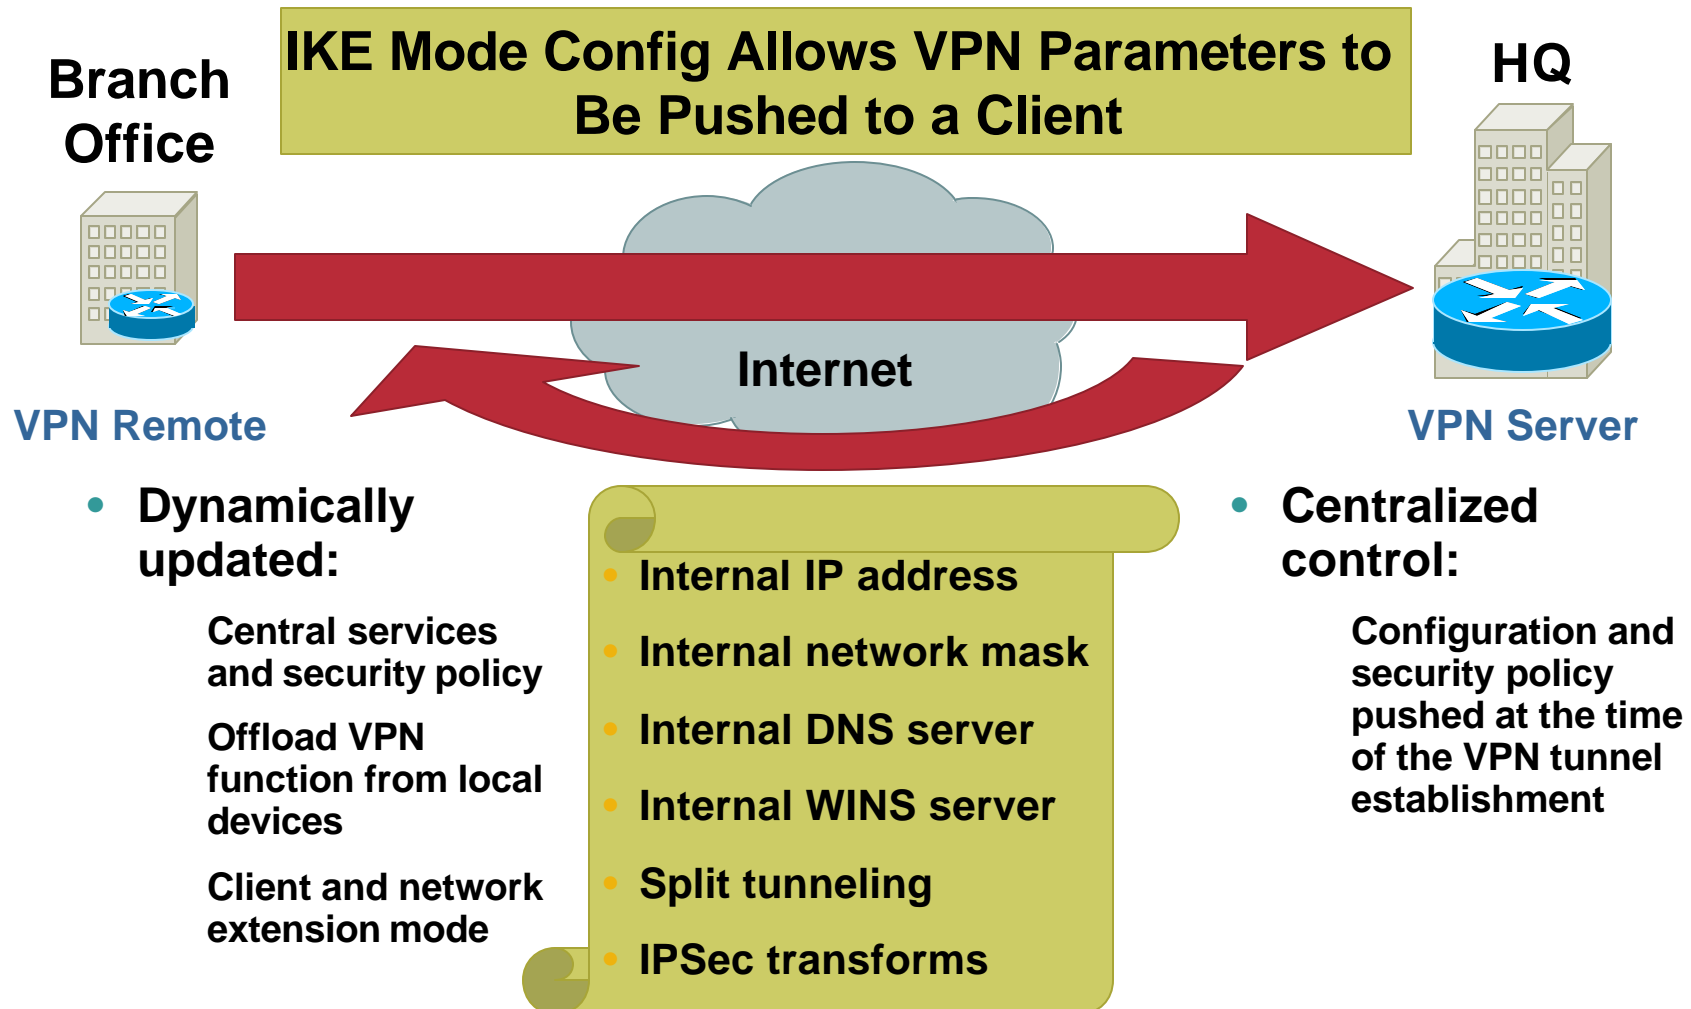 IKE Mode Config Allows VPN Parameters to
Be Pushed to a Client
Branch
Office
HQ
Internet
VPN Remote
VPN Server
• Dynamically
updated:
Central services
and security policy
Offload VPN
function from local
devices
Client and network
extension mode
• Internal IP address
• Internal network mask
• Internal DNS server
• Internal WINS server
• Split tunneling
• IPSec transforms
• Centralized
control:
Configuration and
security policy
pushed at the time
of the VPN tunnel
establishment